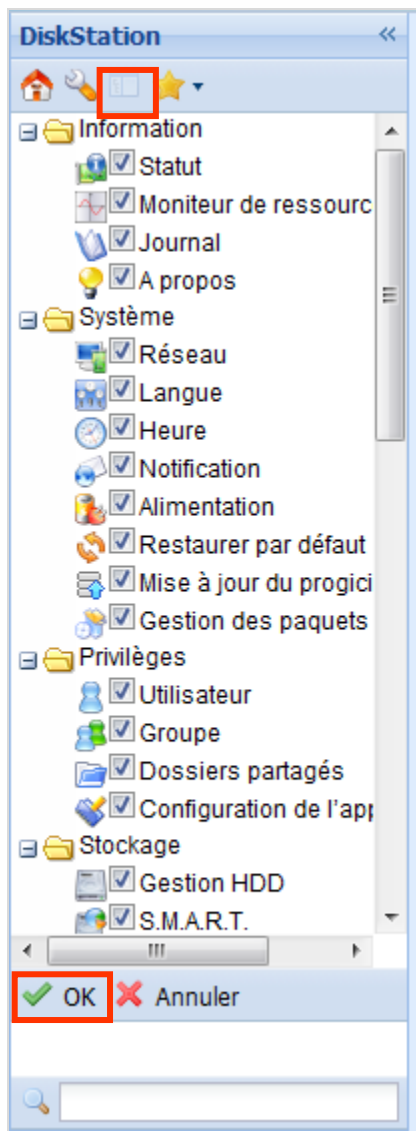 DiskStation
Information
Statut
Moniteur de ressourc
Journal
A propos
Système
Réseau
Langue
Heure
Notification
Alimentation
Restaurer par défaut
Mise à jour du progici
Gestion des paquets
Privilèges
Utilisateur
Groupe
Dossiers partagés
Configuration de l'app
Stockage
Gestion HDD
S.M.A.R.T.
OK Annuler